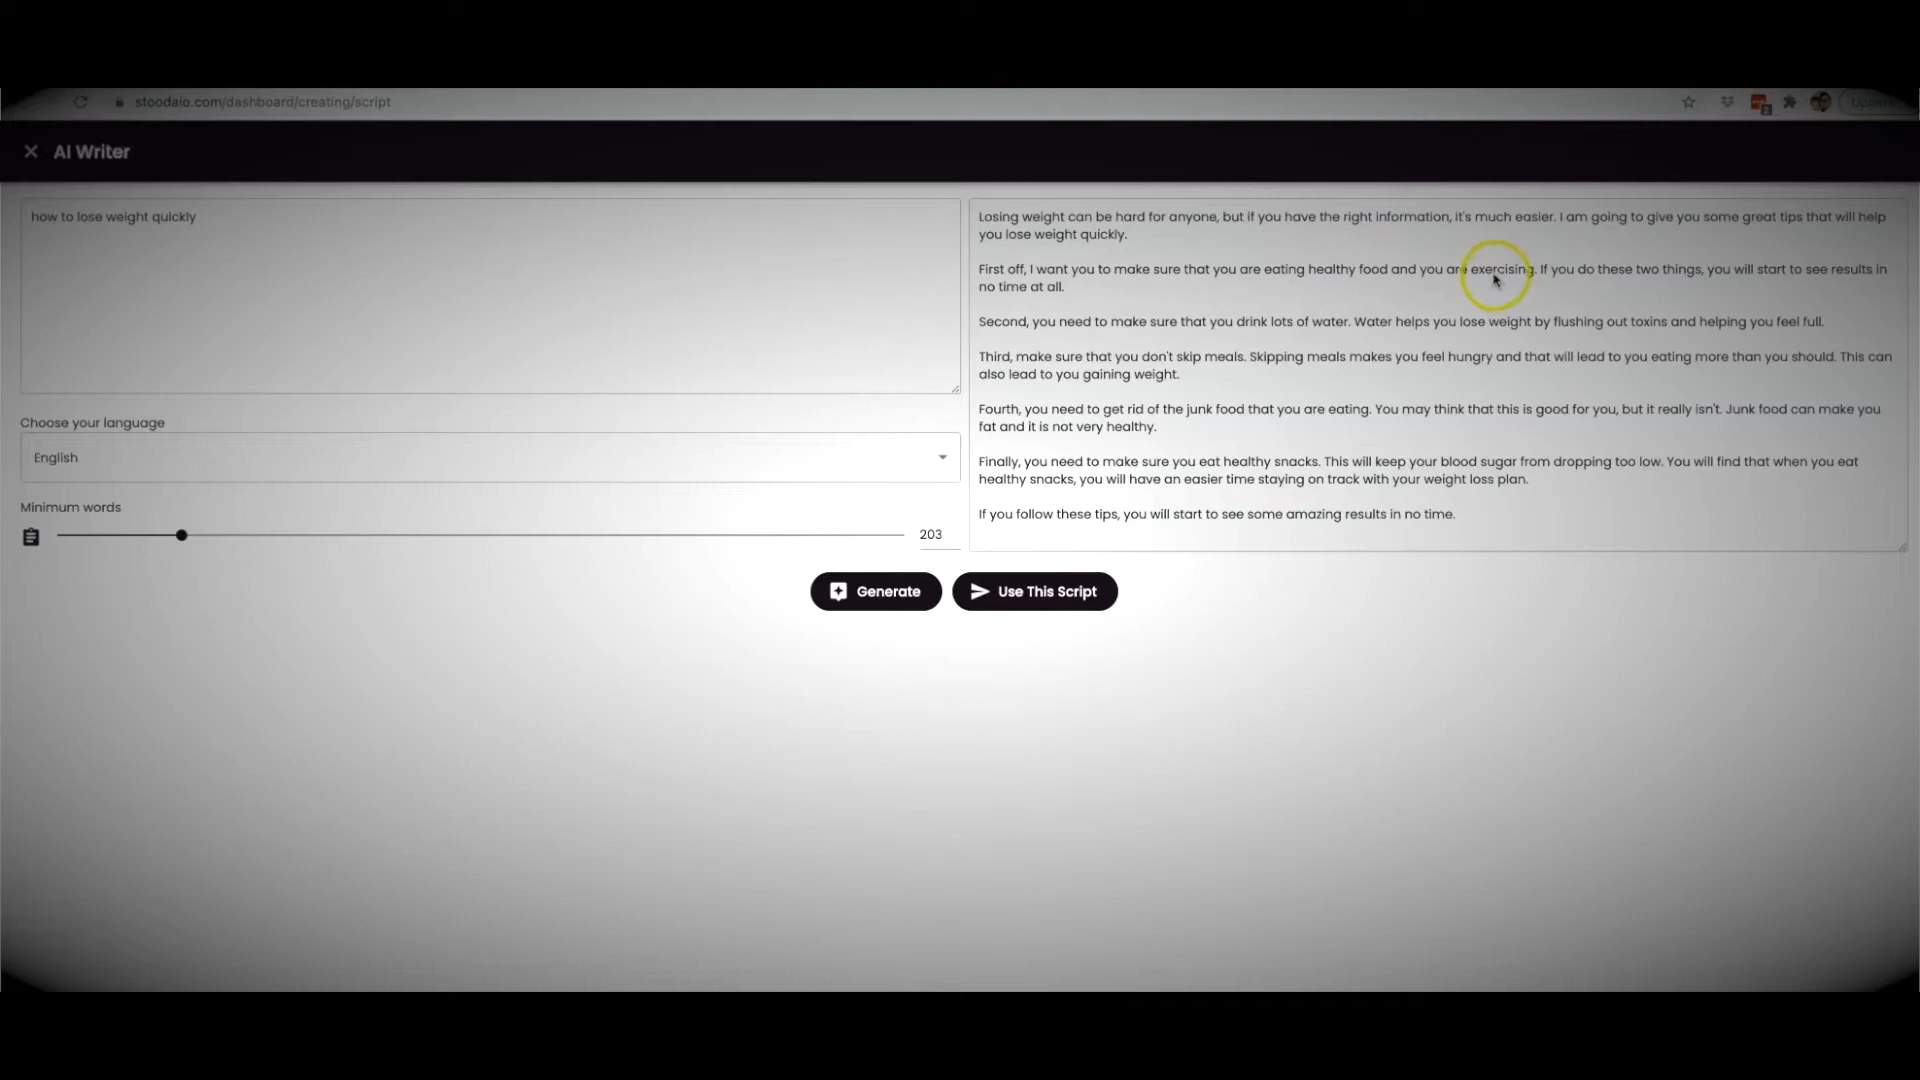 stoodaio.com/dashboard/creating/script
AI Writer
how to lose weight quickly
Choose your language
English
Minimum words
203
Losing weight can be hard for anyone, but if you have the right information, it's much easier. I am going to give you some great tips that will help
you lose weight quickly.
First off, I want you to make sure that you are eating healthy food and you are exercising. If you do these two things, you will start to see results in
no time at all.
Second, you need to make sure that you drink lots of water. Water helps you lose weight by flushing out toxins and helping you feel full.
Third, make sure that you don't skip meals. Skipping meals makes you feel hungry and that will lead to you eating more than you should. This can
also lead to you gaining weight.
Fourth, you need to get rid of the junk food that you are eating. You may think that this is good for you, but it really isn't. Junk food can make you
fat and it is not very healthy.
Finally, you need to make sure you eat healthy snacks. This will keep your blood sugar from dropping too low. You will find that when you eat
healthy snacks, you will have an easier time staying on track with your weight loss plan.
If you follow these tips, you will start to see some amazing results in no time.
Generate
Use This Script